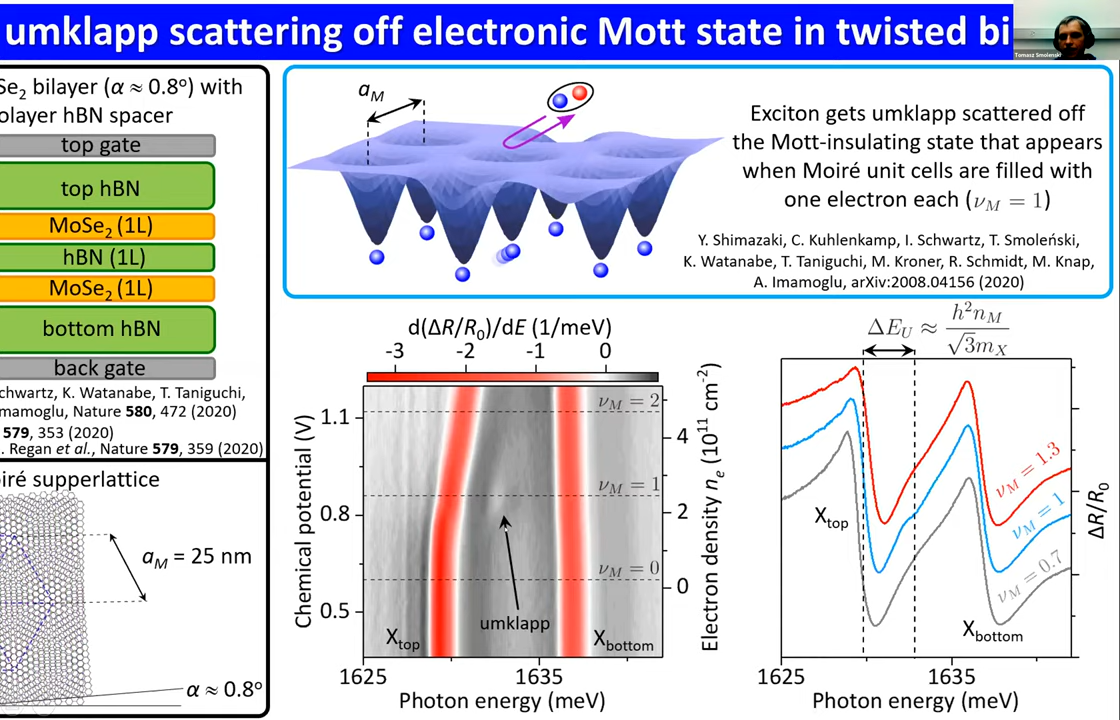 umklapp scattering off electronic Mott state in twisted bi
Tomasz Smolenski
Se₂ bilayer (α ≈ 0.8°) with
olayer hBN spacer
top gate
top hBN
MoSe₂ (1L)
hBN (1L)
MoSe₂ (1L)
bottom hBN
back gate
chwartz, K. Watanabe, T. Taniguchi,
mamoglu, Nature 580, 472 (2020)
579, 353 (2020)
. Regan et al., Nature 579, 359 (2020)
iré supperlattice
a_M = 25 nm
α ≈ 0.8°
a_M
Exciton gets umklapp scattered off
the Mott-insulating state that appears
when Moiré unit cells are filled with
one electron each (ν_M = 1)
Y. Shimazaki, C. Kuhlenkamp, I. Schwartz, T. Smoleński,
K. Watanabe, T. Taniguchi, M. Kroner, R. Schmidt, M. Knap,
A. Imamoglu, arXiv:2008.04156 (2020)
d(ΔR/R₀)/dE (1/meV)
-3 -2 -1 0
Chemical potential (V)
1.1
0.8
0.5
ν_M = 2
ν_M = 1
ν_M = 0
umklapp
X_top
X_bottom
4
2
0
Electron density n_e (10¹¹ cm⁻²)
1625 1635
Photon energy (meV)
ΔE_U ≈ h²n_M / √3m_X
X_top
X_bottom
ν_M = 1.3
ν_M = 1
ν_M = 0.7
ΔR/R₀
1625 1635
Photon energy (meV)